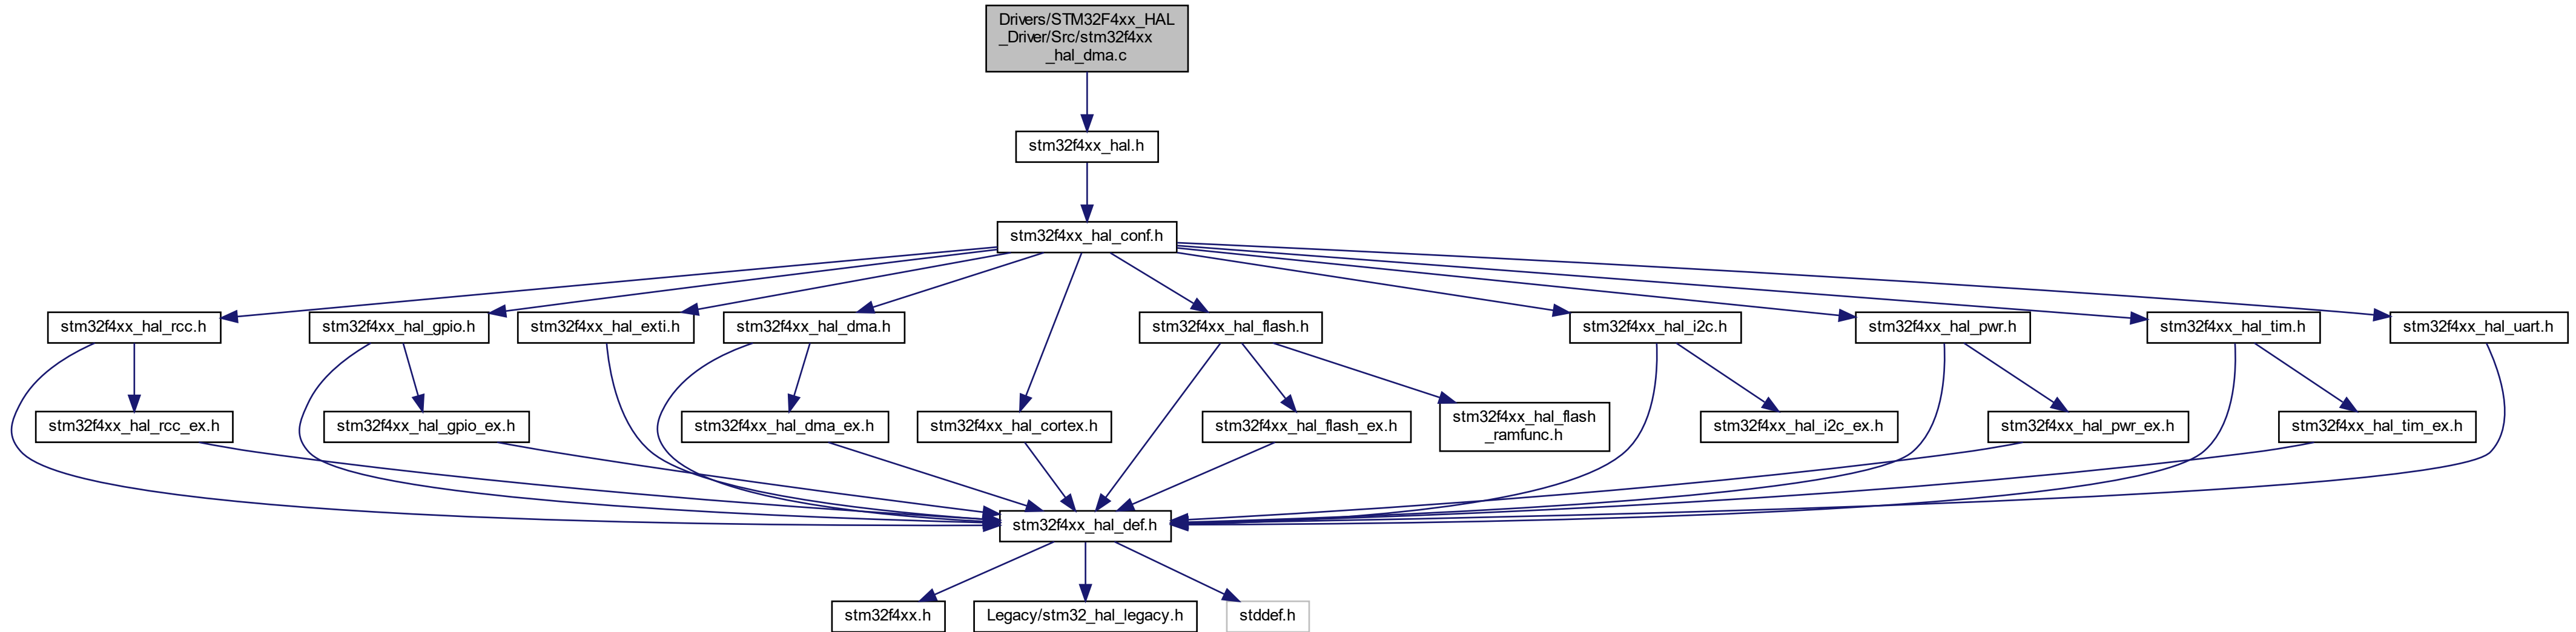 Drivers/STM32F4xx_HAL
_Driver/Src/stm32f4xx
_hal_dma.c
stm32f4xx_hal.h
stm32f4xx_hal_conf.h
stm32f4xx_hal_rcc.h
stm32f4xx_hal_gpio.h
stm32f4xx_hal_exti.h
stm32f4xx_hal_dma.h
stm32f4xx_hal_flash.h
stm32f4xx_hal_i2c.h
stm32f4xx_hal_pwr.h
stm32f4xx_hal_tim.h
stm32f4xx_hal_uart.h
stm32f4xx_hal_rcc_ex.h
stm32f4xx_hal_gpio_ex.h
stm32f4xx_hal_dma_ex.h
stm32f4xx_hal_cortex.h
stm32f4xx_hal_flash_ex.h
stm32f4xx_hal_flash
_ramfunc.h
stm32f4xx_hal_i2c_ex.h
stm32f4xx_hal_pwr_ex.h
stm32f4xx_hal_tim_ex.h
stm32f4xx_hal_def.h
stm32f4xx.h
Legacy/stm32_hal_legacy.h
stddef.h